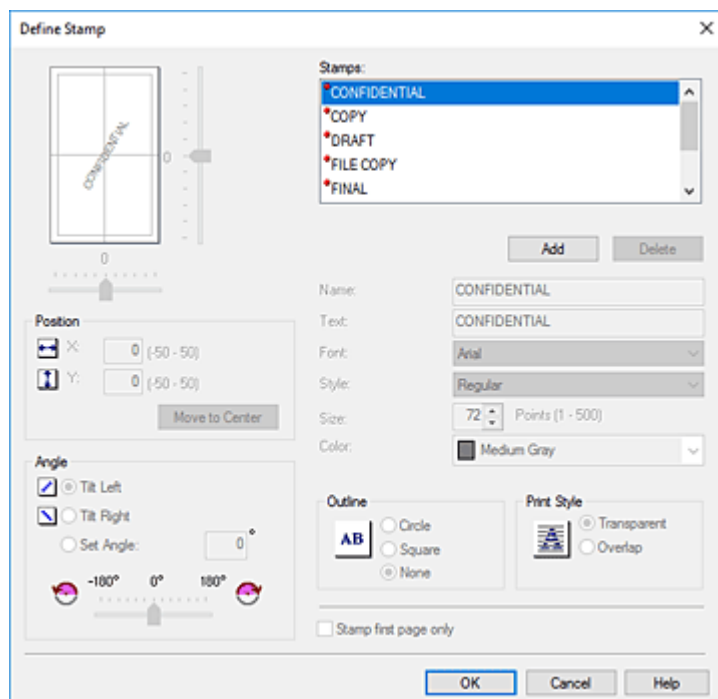 Define Stamp
CONFIDENTIAL
0
0
Stamps:
*CONFIDENTIAL
*COPY
*DRAFT
*FILE COPY
*FINAL
Add Delete
Name: CONFIDENTIAL
Text: CONFIDENTIAL
Font: Arial
Style: Regular
Size: 72 Points (1 - 500)
Color: Medium Gray
Position
X: 0 (-50 - 50)
Y: 0 (-50 - 50)
Move to Center
Angle
Tilt Left
Tilt Right
Set Angle: 0 °
-180° 0° 180°
Outline
AB
Circle
Square
None
Print Style
Transparent
Overlap
Stamp first page only
OK Cancel Help